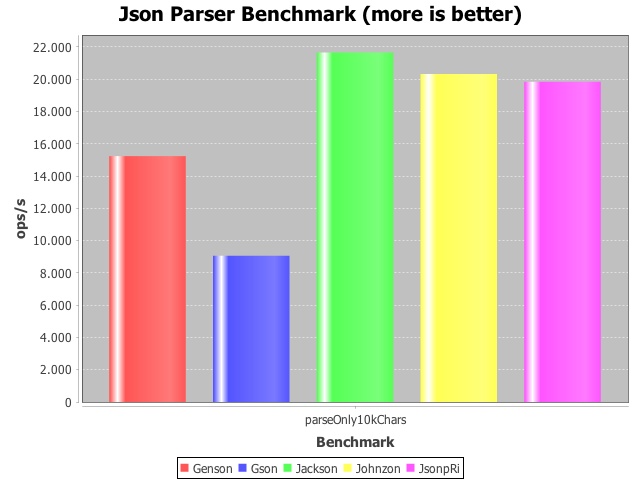 Json Parser Benchmark (more is better)
22.000
20.000
18.000
16.000
14.000
12.000
10.000
8.000
6.000
4.000
2.000
0
ops/s
parseOnly10kChars
Benchmark
Genson Gson Jackson Johnzon JsonpRi